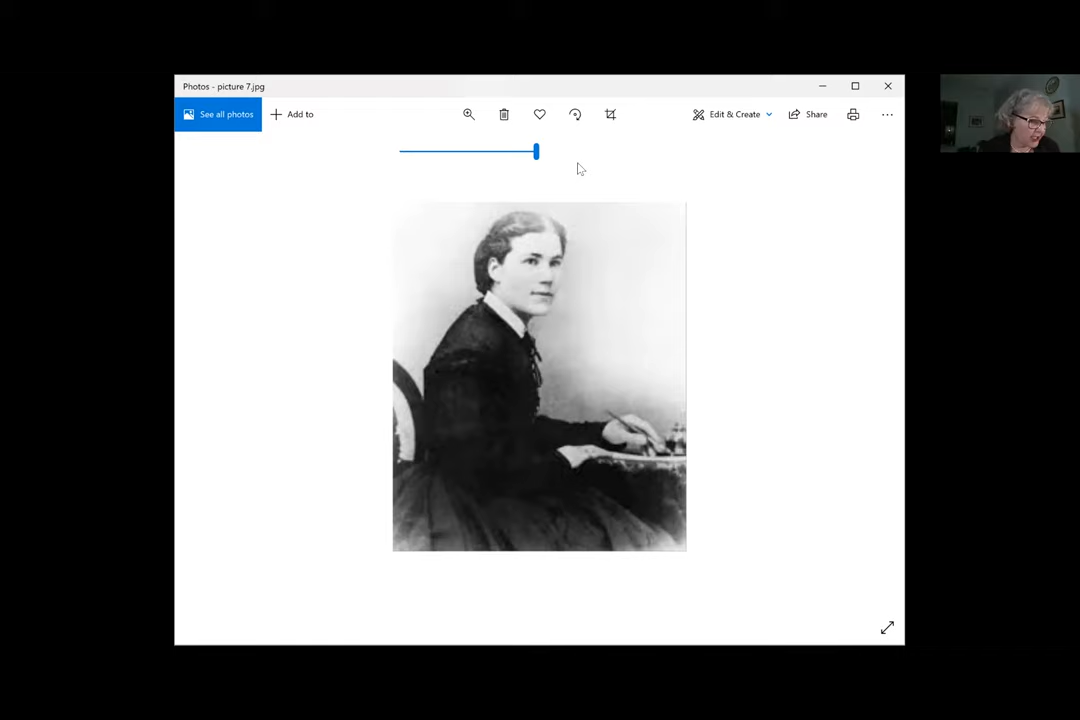 Photos - picture 7.jpg
See all photos
Add to
Edit & Create
Share